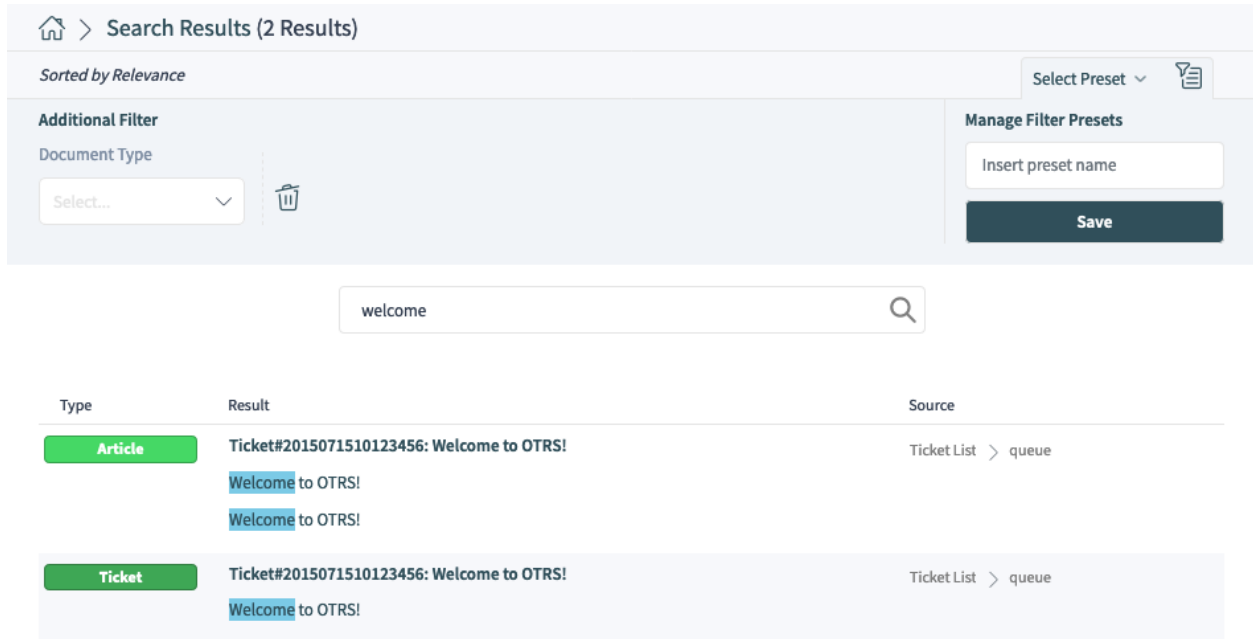 Search Results (2 Results)
Sorted by Relevance
Select Preset
Additional Filter
Manage Filter Presets
Document Type
Insert preset name
Select...
Save
welcome
Type Result Source
Article Ticket#2015071510123456: Welcome to OTRS! Ticket List > queue
Welcome to OTRS!
Welcome to OTRS!
Ticket Ticket#2015071510123456: Welcome to OTRS! Ticket List > queue
Welcome to OTRS!